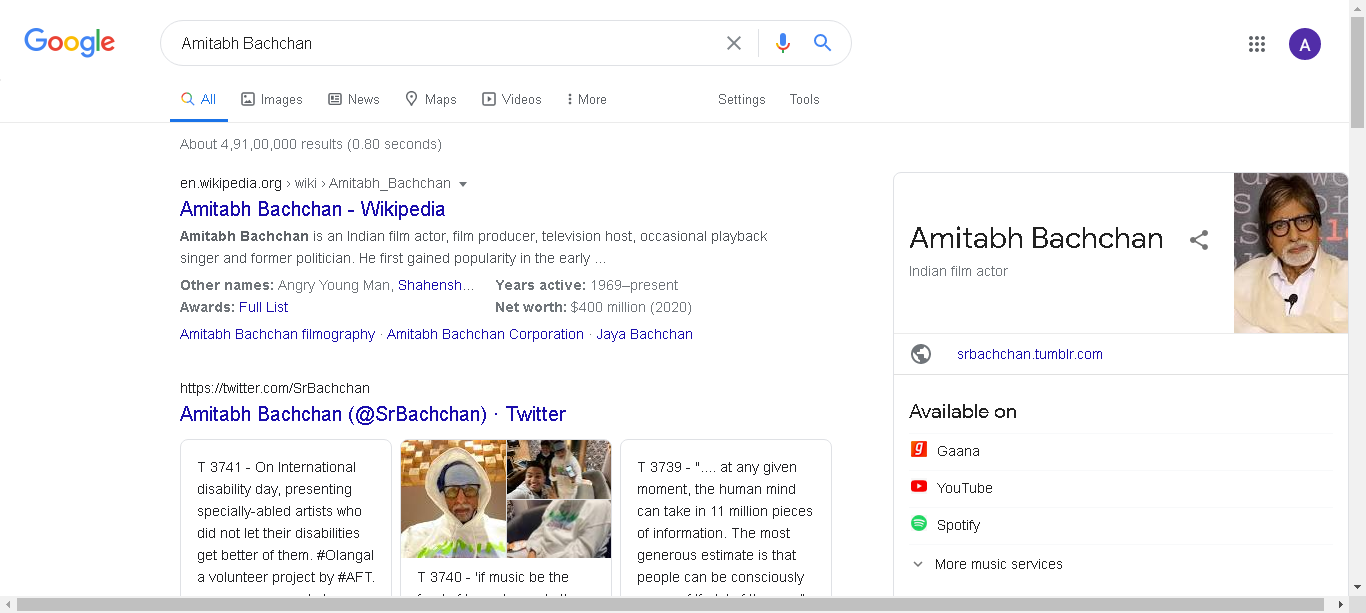 Google
Amitabh Bachchan
A
All
Images
News
Maps
Videos
More
Settings
Tools
About 4,91,00,000 results (0.80 seconds)
en.wikipedia.org › wiki › Amitabh_Bachchan
Amitabh Bachchan - Wikipedia
Amitabh Bachchan is an Indian film actor, film producer, television host, occasional playback
singer and former politician. He first gained popularity in the early ...
Other names: Angry Young Man, Shahensh...
Years active: 1969–present
Awards: Full List
Net worth: $400 million (2020)
Amitabh Bachchan filmography · Amitabh Bachchan Corporation · Jaya Bachchan
https://twitter.com/SrBachchan
Amitabh Bachchan (@SrBachchan) · Twitter
T 3741 - On International
disability day, presenting
specially-abled artists who
did not let their disabilities
get better of them. #Olangal
a volunteer project by #AFT.
T 3740 - 'if music be the
T 3739 - ".... at any given
moment, the human mind
can take in 11 million pieces
of information. The most
generous estimate is that
people can be consciously
Amitabh Bachchan
Indian film actor
srbachchan.tumblr.com
Available on
Gaana
YouTube
Spotify
More music services